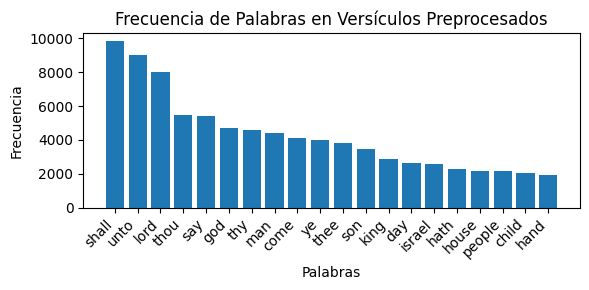 Frecuencia de Palabras en Versículos Preprocesados
Frecuencia
10000
8000
6000
4000
2000
0
shall
unto
lord
thou
say
god
thy
man
come
ye
thee
son
king
day
israel
hath
house
people
child
hand
Palabras